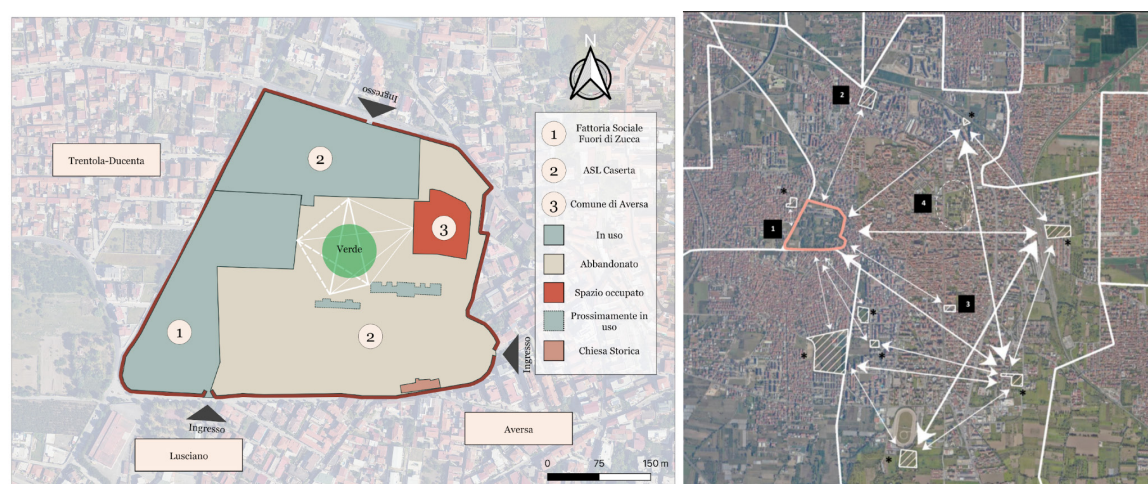 N
Ingresso
Trentola-Ducenta
2
3
Verde
1
2
Ingresso
Ingresso
Lusciano
Aversa
1 Fattoria Sociale
Fuori di Zucca
2 ASL Caserta
3 Comune di Aversa
In uso
Abbandonato
Spazio occupato
Prossimamente in
uso
Chiesa Storica
0 75 150 m
2
*
*
4
1
*
3
*
*
*
*
*